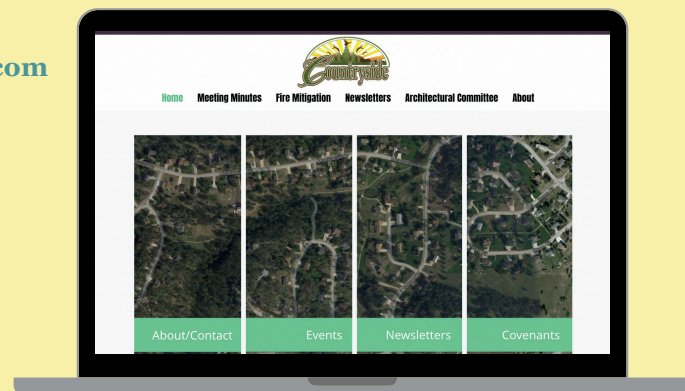 com
Countryside
Home Meeting Minutes Fire Mitigation Newsletters Architectural Committee About
About/Contact Events Newsletters Covenants